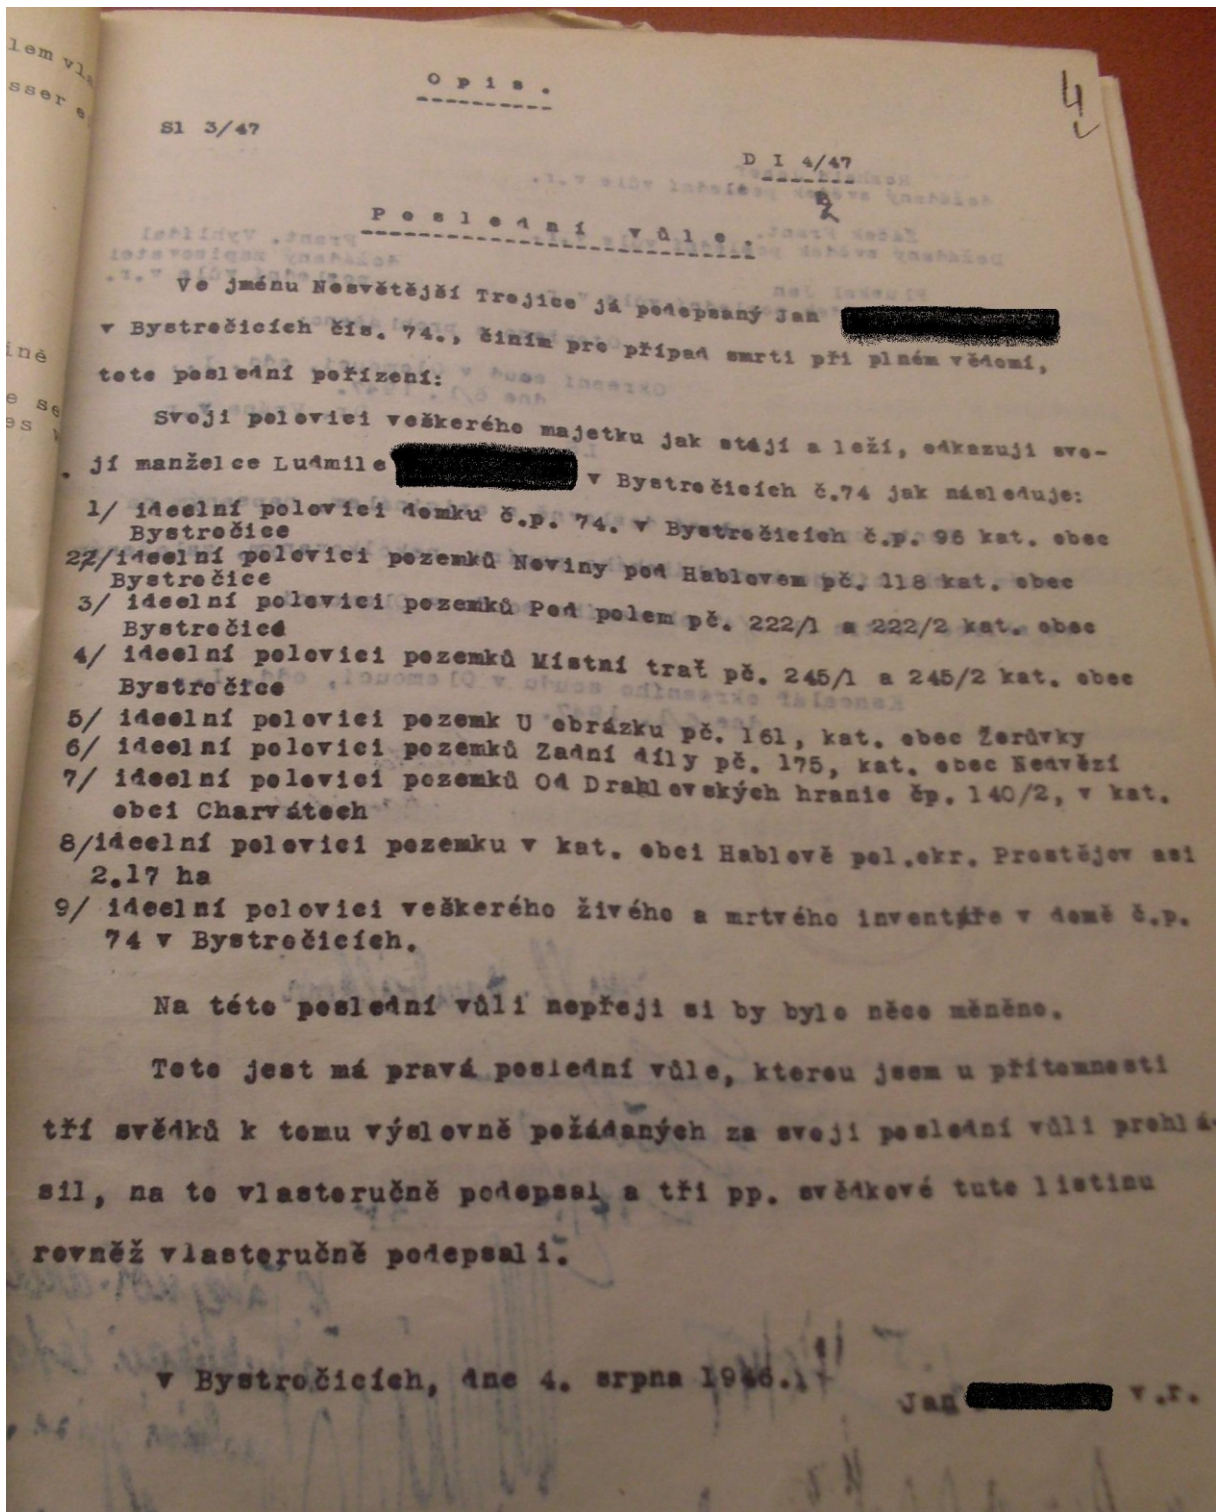 lem vla
sser e
O p i s .
4
Sl 3/47
D I 4/47
2
P o s l e d n í v ů l e .
Ve jménu Nesvětější Trojice já podepsaný Jan
v Bystročicích čís. 74., činím pro případ smrti při plném vědomí,
toto poslední pořízení:
Svoji polovici veškerého majetku jak stojí a leží, odkazuji svo-
jí manželce Ludmile v Bystročicích č.74 jak následuje:
1/ ideelní polovici domku č.p. 74. v Bystročicích č.p. 96 kat. obec
Bystročice
22/ideelní polovici pozemků Noviny pod Hablovem pč. 118 kat. obec
Bystročice
3/ ideelní polovici pozemků Pod polem pč. 222/1 a 222/2 kat. obec
Bystročice
4/ ideelní polovici pozemků Místní trať pč. 245/1 a 245/2 kat. obec
Bystročice
5/ ideelní polovici pozemk U obrázku pč. 161, kat. obec Žerůvky
6/ ideelní polovici pozemků Zadní díly pč. 175, kat. obec Nedvězí
7/ ideelní polovici pozemků Od Drahlovských hranic čp. 140/2, v kat.
obci Charvátech
8/ideelní polovici pozemku v kat. obci Hablově pol.okr. Prostějov asi
2.17 ha
9/ ideelní polovici veškerého živého a mrtvého inventáře v domě č.p.
74 v Bystročicích.
Na této poslední vůli nepřeji si by bylo něco měněno.
Toto jest má pravá poslední vůle, kterou jsem u přítomnosti
tří svědků k tomu výslovně požádaných za svoji poslední vůli prohlá-
sil, na to vlastoručně podepsal a tři pp. svědkové tuto listinu
rovněž vlastoručně podepsali.
v Bystročicích, dne 4. srpna 1946.
Jan v.r.